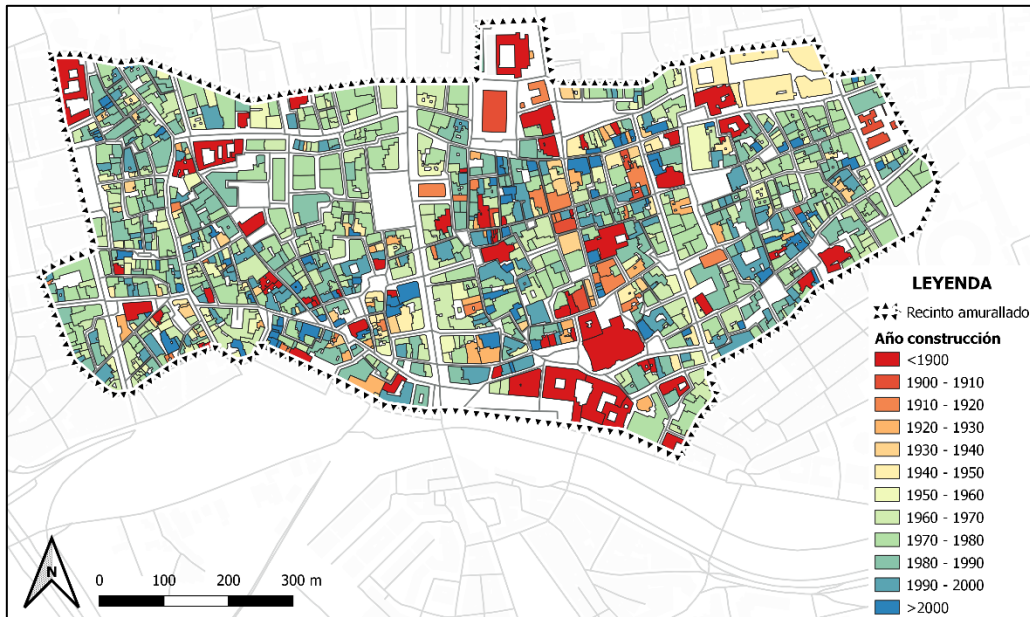 LEYENDA
Recinto amurallado
Año construcción
<1900
1900 - 1910
1910 - 1920
1920 - 1930
1930 - 1940
1940 - 1950
1950 - 1960
1960 - 1970
1970 - 1980
1980 - 1990
1990 - 2000
>2000
N
0 100 200 300 m